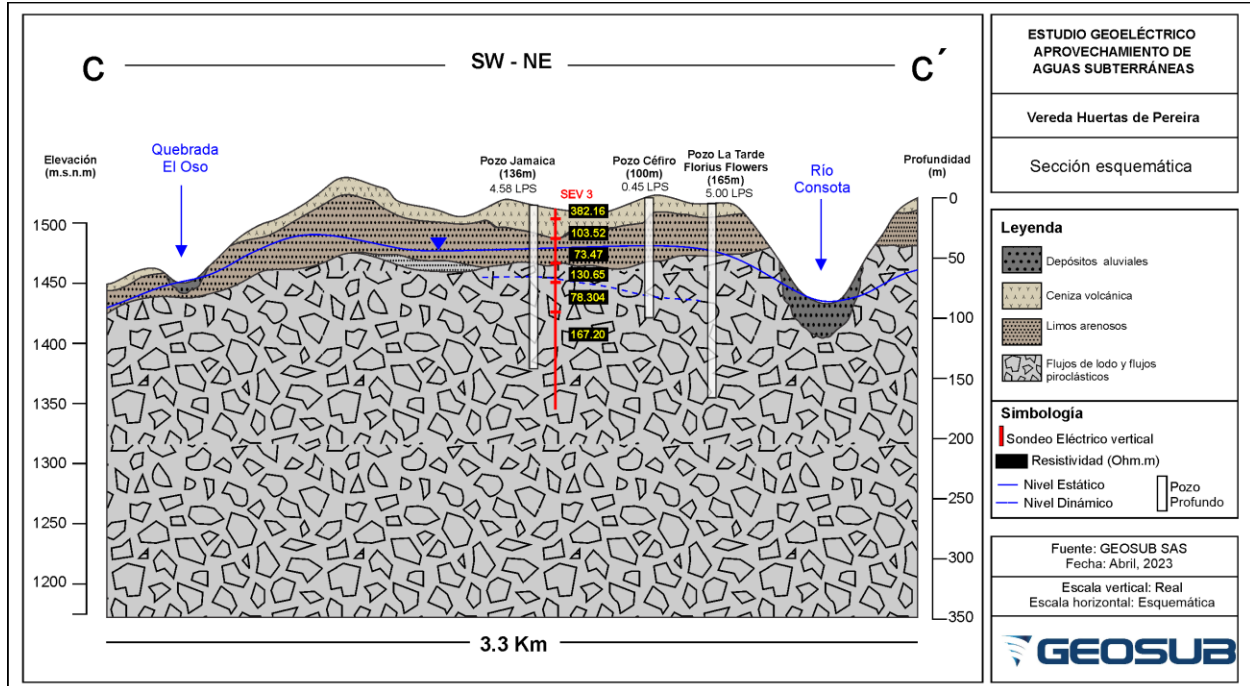 C
SW - NE
C´
Elevación
(m.s.n.m)
Quebrada
El Oso
Pozo Jamaica
(136m)
4.58 LPS
SEV 3
Pozo Céfiro
(100m)
0.45 LPS
Pozo La Tarde
Florius Flowers
(165m)
5.00 LPS
Río
Consota
Profundidad
(m)
1500
1450
1400
1350
1300
1250
1200
382.16
103.52
73.47
130.65
78.304
167.20
0
-50
-100
-150
-200
-250
-300
-350
3.3 Km
ESTUDIO GEOELÉCTRICO
APROVECHAMIENTO DE
AGUAS SUBTERRÁNEAS
Vereda Huertas de Pereira
Sección esquemática
Leyenda
Depósitos aluviales
Ceniza volcánica
Limos arenosos
Flujos de lodo y flujos
piroclásticos
Simbología
Sondeo Eléctrico vertical
Resistividad (Ohm.m)
Nivel Estático
Nivel Dinámico
Pozo
Profundo
Fuente: GEOSUB SAS
Fecha: Abril, 2023
Escala vertical: Real
Escala horizontal: Esquemática
GEOSUB